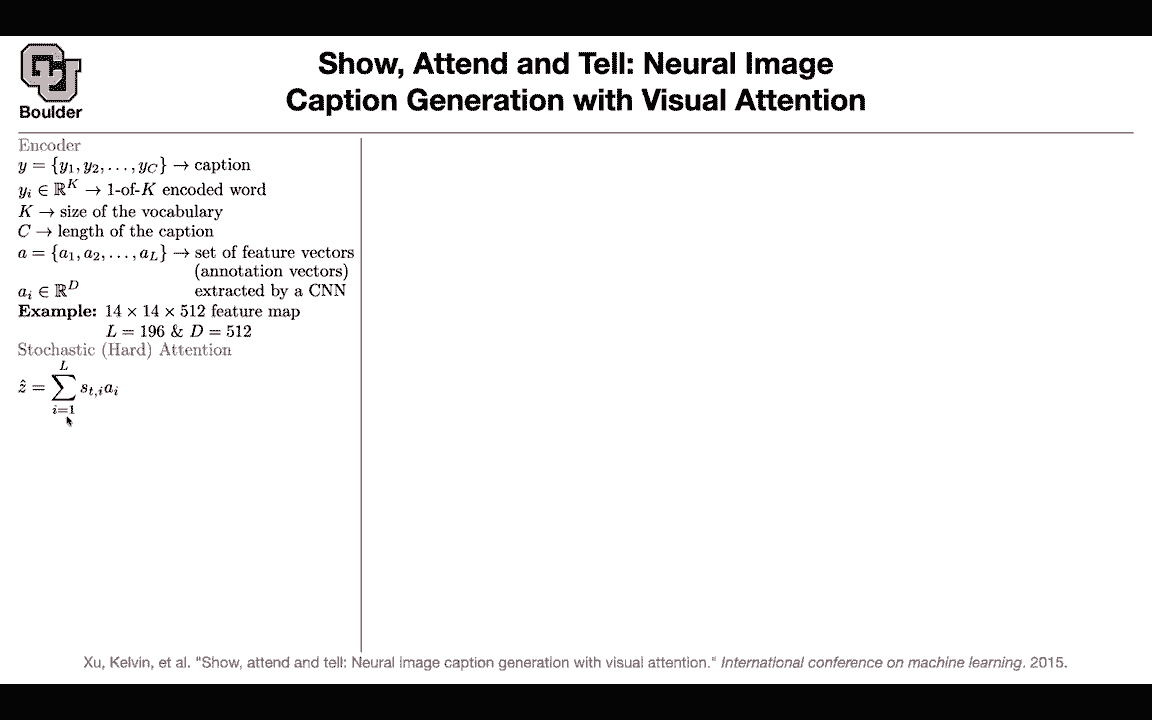 Boulder
Show, Attend and Tell: Neural Image
Caption Generation with Visual Attention
Encoder
y = {y₁, y₂, . . . , y_C} → caption
yᵢ ∈ ℝᴷ → 1-of-K encoded word
K → size of the vocabulary
C → length of the caption
a = {a₁, a₂, . . . , a_L} → set of feature vectors
(annotation vectors)
aᵢ ∈ ℝᴰ extracted by a CNN
Example: 14 × 14 × 512 feature map
L = 196 & D = 512
Stochastic (Hard) Attention
ẑ = ∑_{i=1}^{L} s_{t,i}a_i
Xu, Kelvin, et al. "Show, attend and tell: Neural image caption generation with visual attention." International conference on machine learning. 2015.